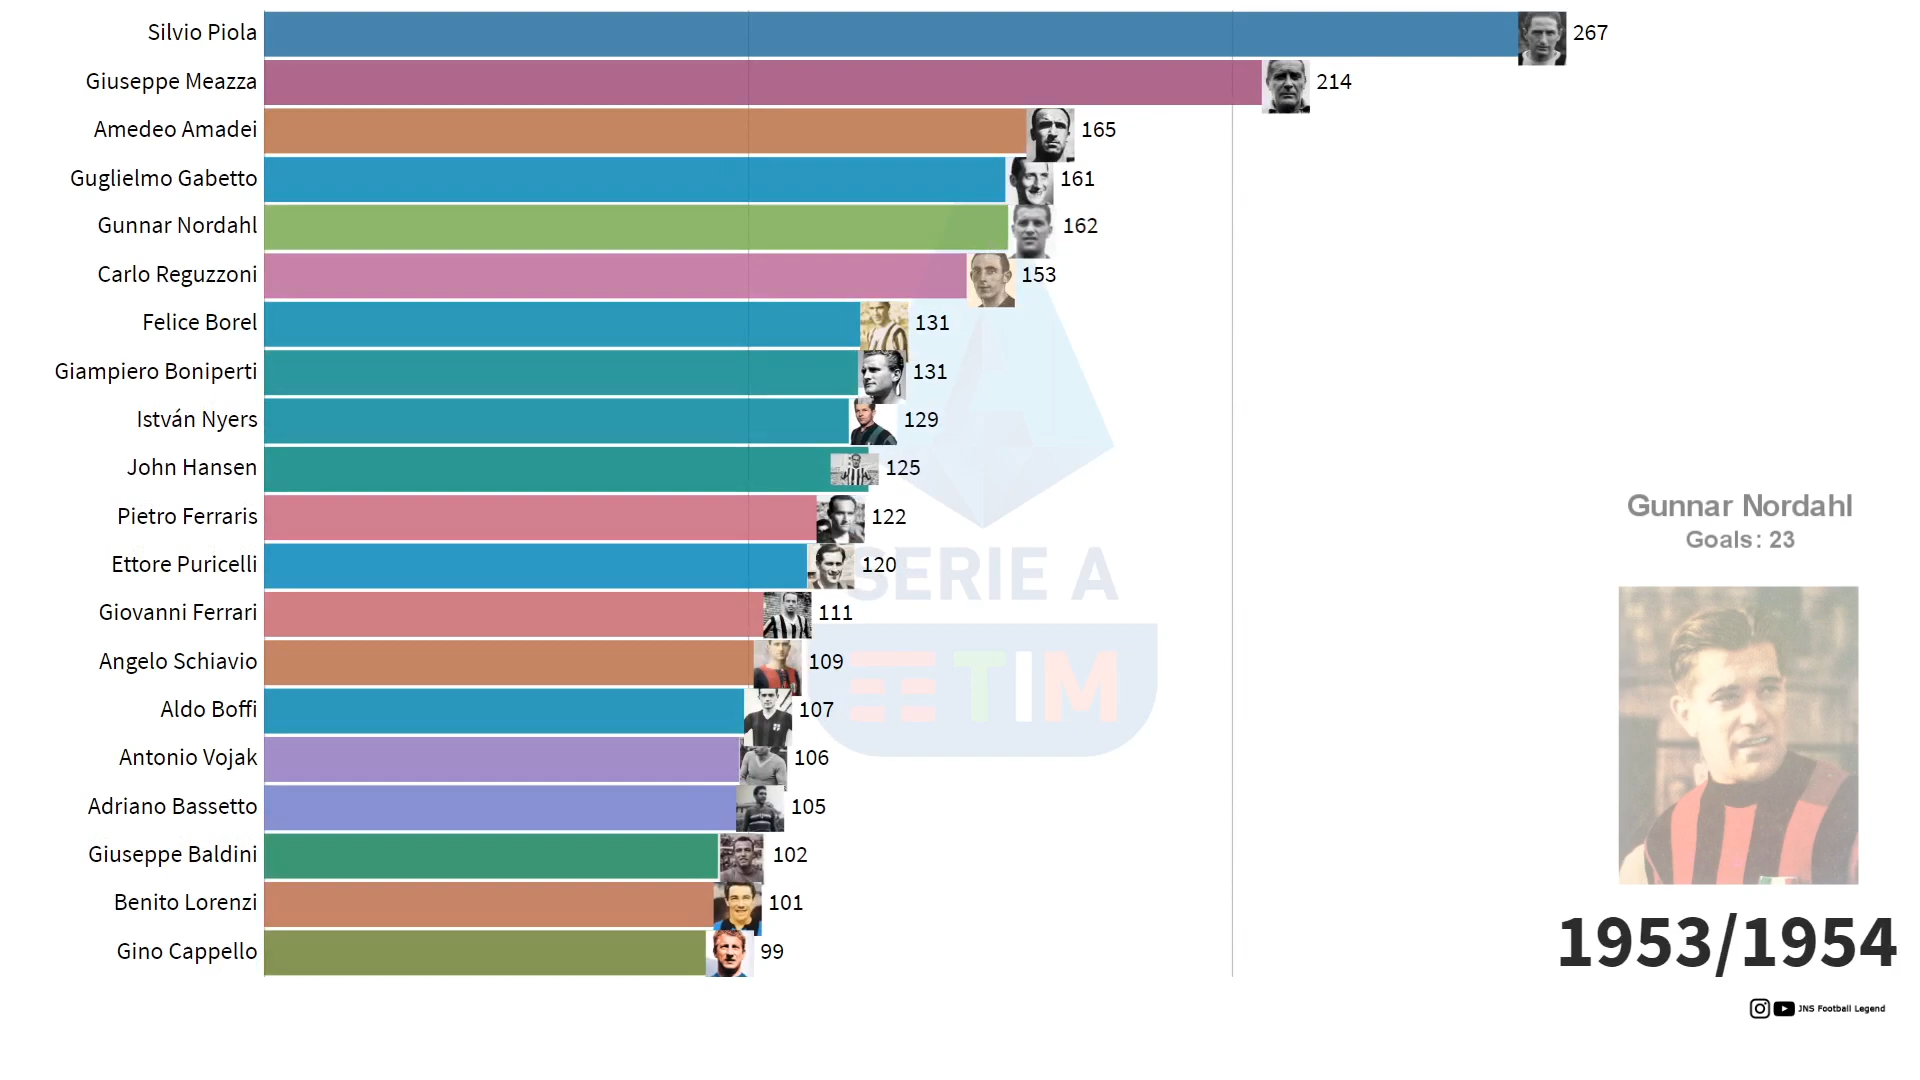 Silvio Piola 267
Giuseppe Meazza 214
Amedeo Amadei 165
Guglielmo Gabetto 161
Gunnar Nordahl 162
Carlo Reguzzoni 153
Felice Borel 131
Giampiero Boniperti 131
István Nyers 129
John Hansen 125
Pietro Ferraris 122
Ettore Puricelli 120
Giovanni Ferrari 111
Angelo Schiavio 109
Aldo Boffi 107
Antonio Vojak 106
Adriano Bassetto 105
Giuseppe Baldini 102
Benito Lorenzi 101
Gino Cappello 99
SERIE A
TIM
Gunnar Nordahl
Goals: 23
1953/1954
JNS Football Legend